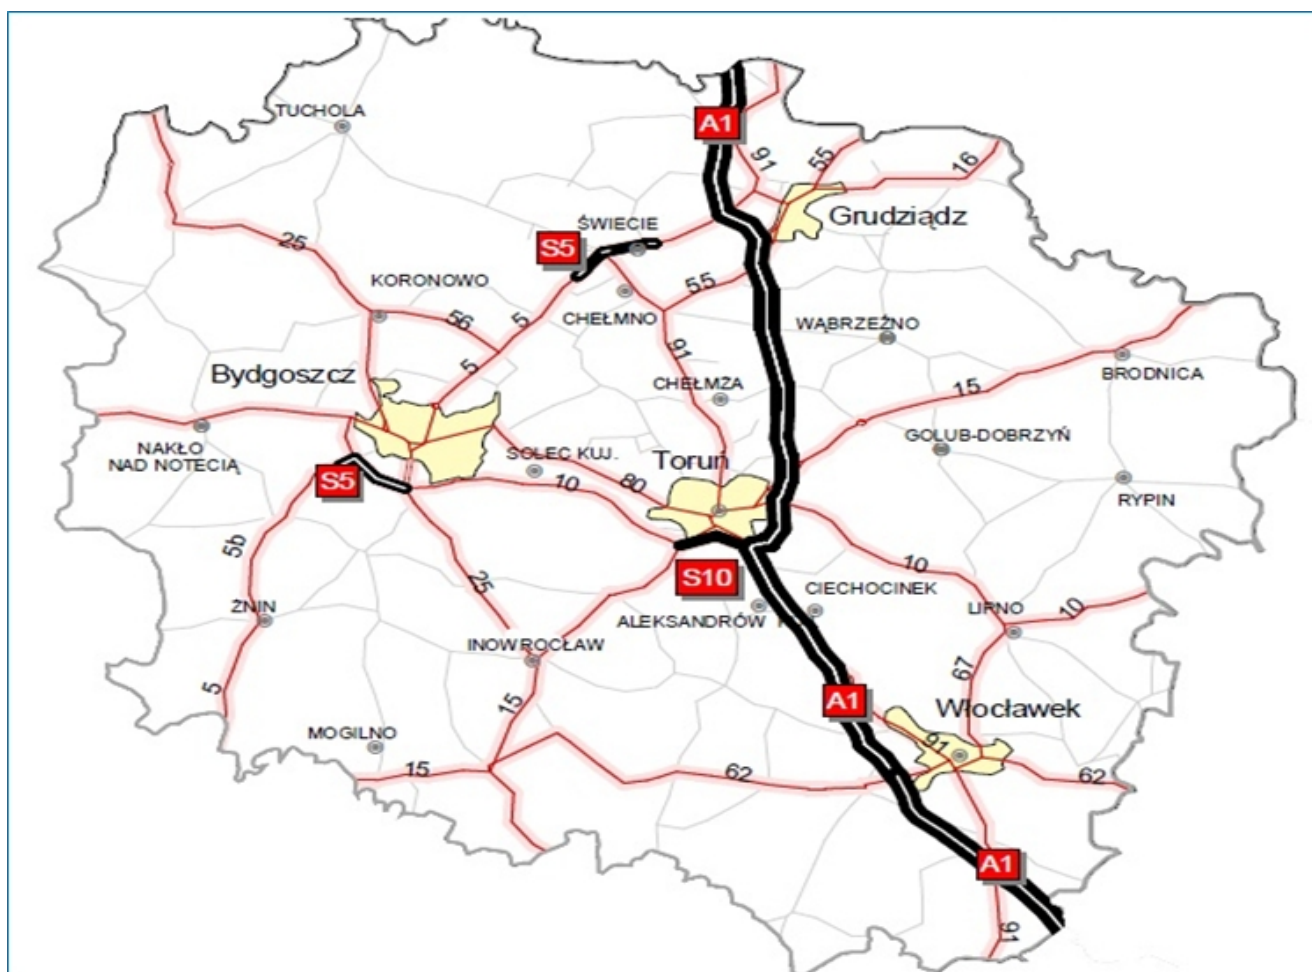 TUCHOLA
A1
91
55
16
ŚWIECIE
Grudziądz
25
S5
KORONOWO
55
56
5
CHEŁMNO
WĄBRZEŹNO
5
91
Bydgoszcz
CHEŁMŻA
15
BRODNICA
NAKŁO
NAD NOTECIĄ
SOLEC KUJ.
Toruń
GOLUB-DOBRZYŃ
S5
10
80
RYPIN
5b
25
S10
10
CIECHOCINEK
ŻNIN
ALEKSANDRÓW
LIPNO
10
INOWROCŁAW
67
5
15
A1
Włocławek
MOGILNO
91
15
62
62
A1
91